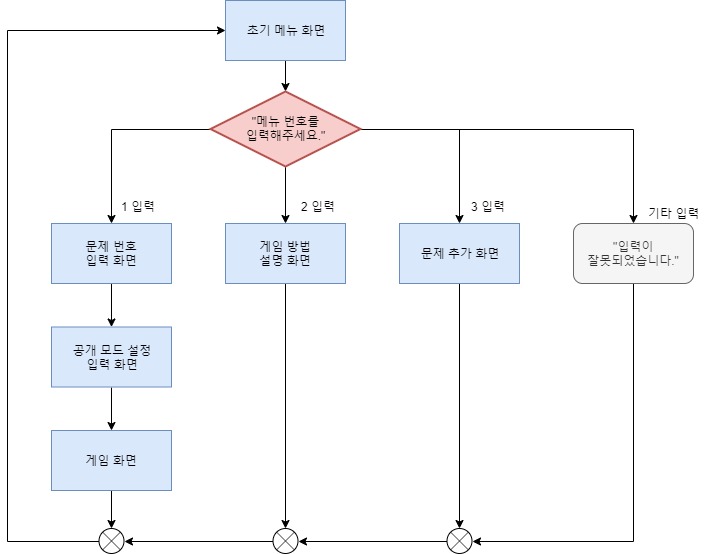 초기 메뉴 화면
"메뉴 번호를
입력해주세요."
1 입력
2 입력
3 입력
기타 입력
문제 번호
입력 화면
게임 방법
설명 화면
문제 추가 화면
"입력이
잘못되었습니다."
공개 모드 설정
입력 화면
게임 화면